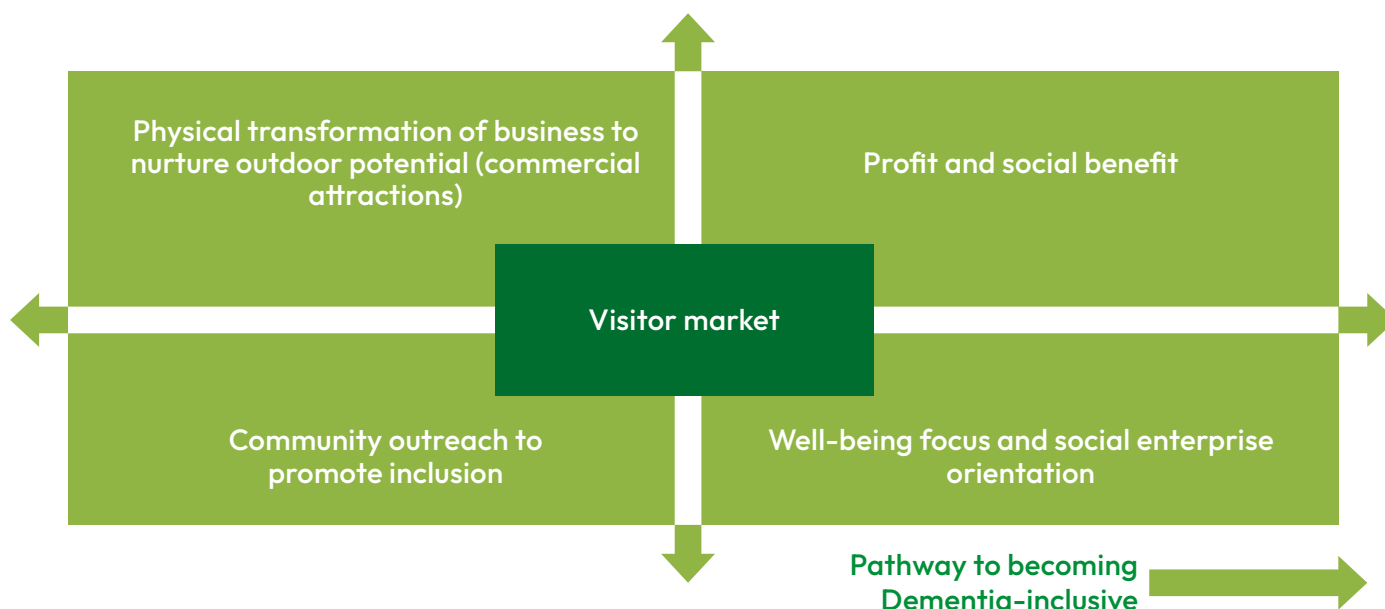 Physical transformation of business to
nurture outdoor potential (commercial
attractions)
Profit and social benefit
Visitor market
Community outreach to
promote inclusion
Well-being focus and social enterprise
orientation
Pathway to becoming
Dementia-inclusive